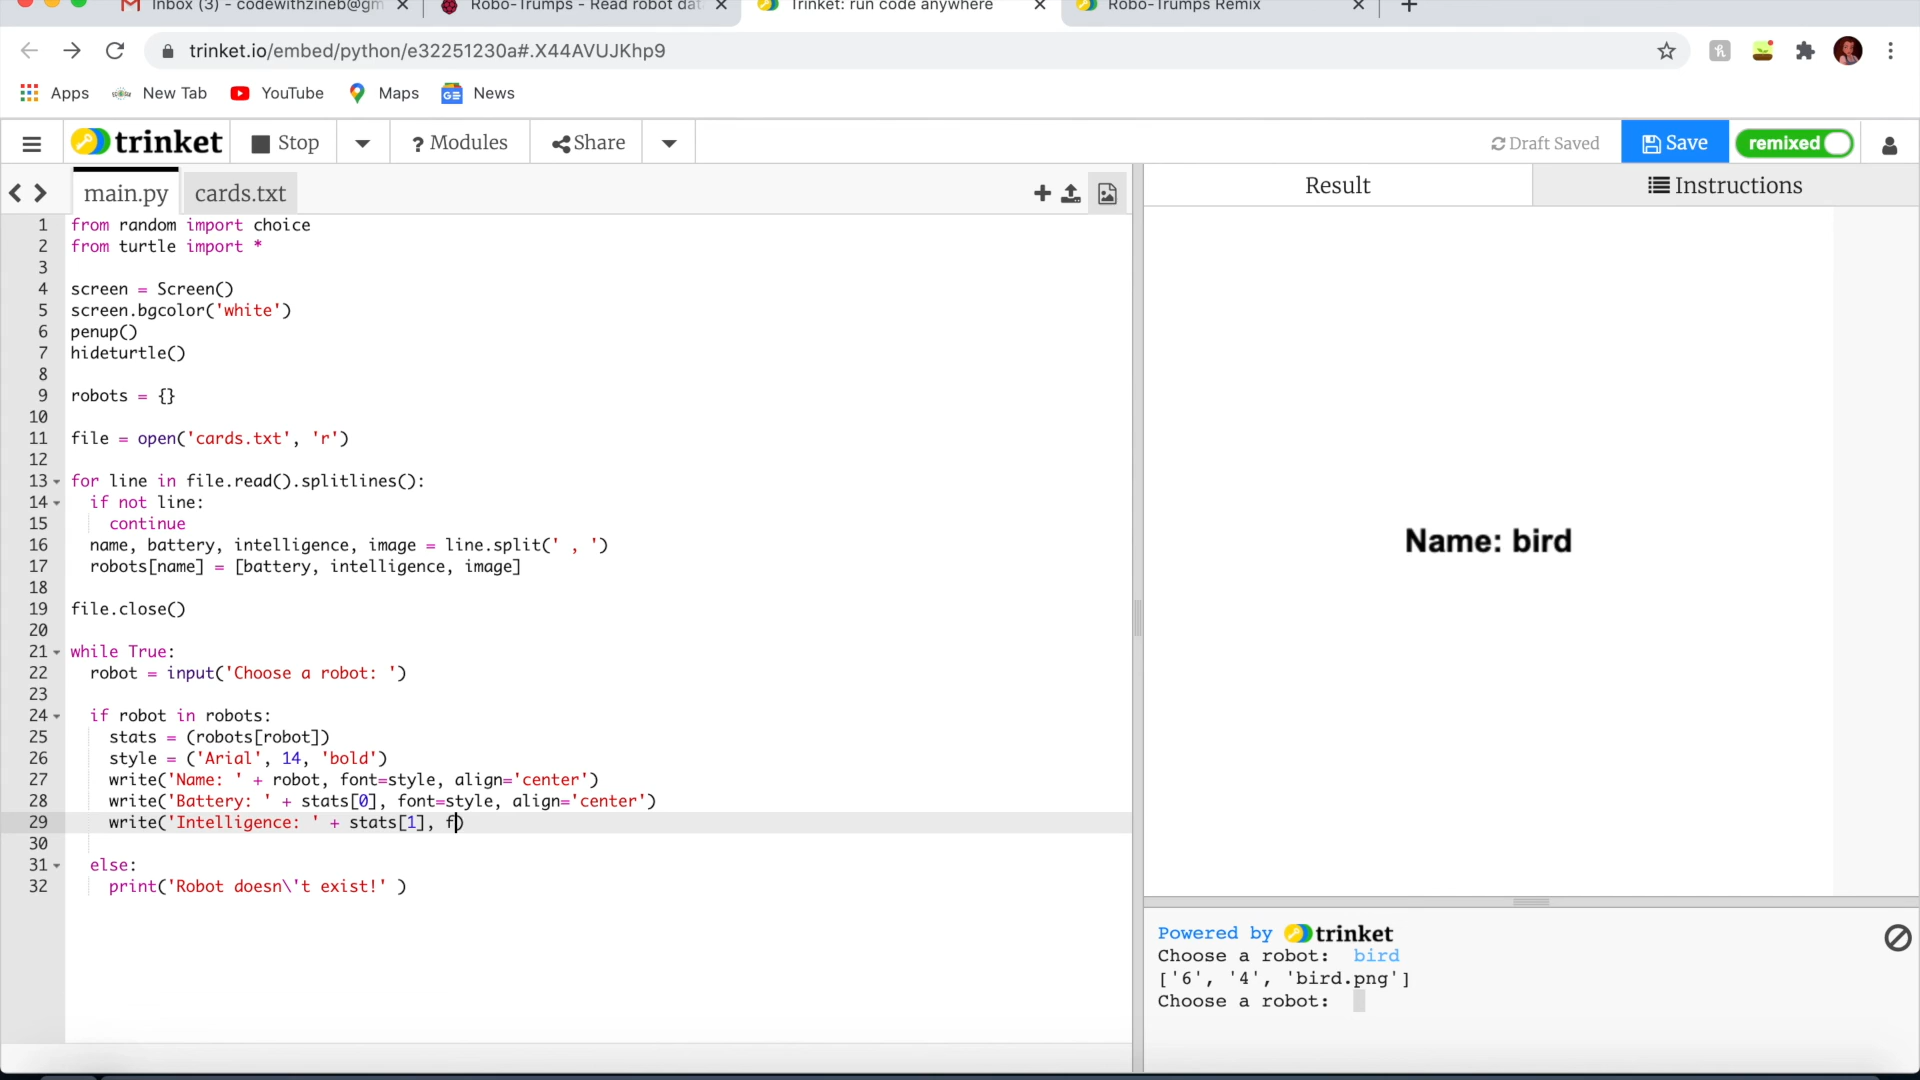 Inbox (3) - codewithzineb@gm
Robo-Trumps - Read robot dat
Trinket: run code anywhere
Robo-Trumps Remix
trinket.io/embed/python/e32251230a#.X44AVUJKhp9
Apps New Tab YouTube Maps GE News
trinket Stop ? Modules Share Draft Saved Save remixed
main.py cards.txt Result Instructions
1 from random import choice
2 from turtle import *
3
4 screen = Screen()
5 screen.bgcolor('white')
6 penup()
7 hideturtle()
8
9 robots = {}
10
11 file = open('cards.txt', 'r')
12
13 for line in file.read().splitlines():
14 if not line:
15 continue
16 name, battery, intelligence, image = line.split(' , ')
17 robots[name] = [battery, intelligence, image]
18
19 file.close()
20
21 while True:
22 robot = input('Choose a robot: ')
23
24 if robot in robots:
25 stats = (robots[robot])
26 style = ('Arial', 14, 'bold')
27 write('Name: ' + robot, font=style, align='center')
28 write('Battery: ' + stats[0], font=style, align='center')
29 write('Intelligence: ' + stats[1], f)
30
31 else:
32 print('Robot doesn\'t exist!' )
Name: bird
Powered by trinket
Choose a robot: bird
['6', '4', 'bird.png']
Choose a robot: